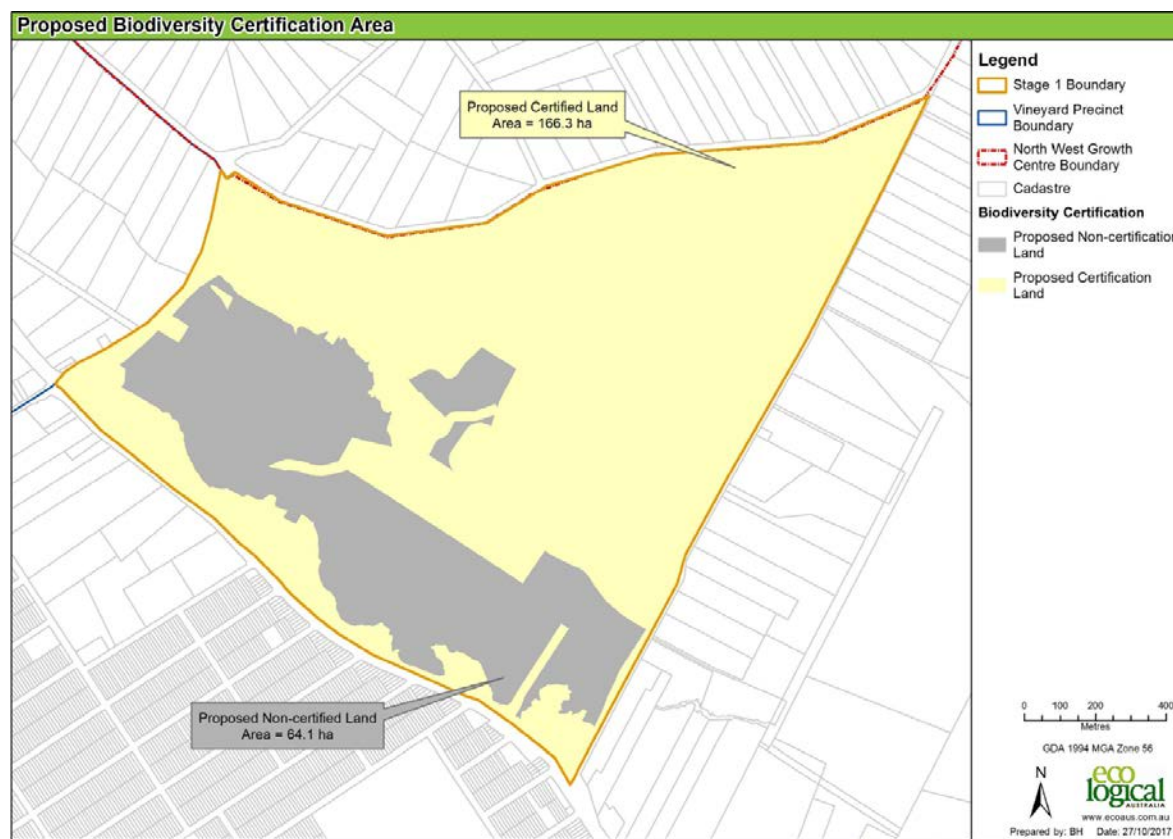 Proposed Biodiversity Certification Area
Proposed Certified Land
Area = 166.3 ha
Proposed Non-certified Land
Area = 64.1 ha
Legend
Stage 1 Boundary
Vineyard Precinct
Boundary
North West Growth
Centre Boundary
Cadastre
Biodiversity Certification
Proposed Non-certification
Land
Proposed Certification
Land
0 100 200 400
Metres
GDA 1994 MGA Zone 56
N
eco
logical
AUSTRALIA
www.ecoaus.com.au
Prepared by: BH Date: 27/10/2017